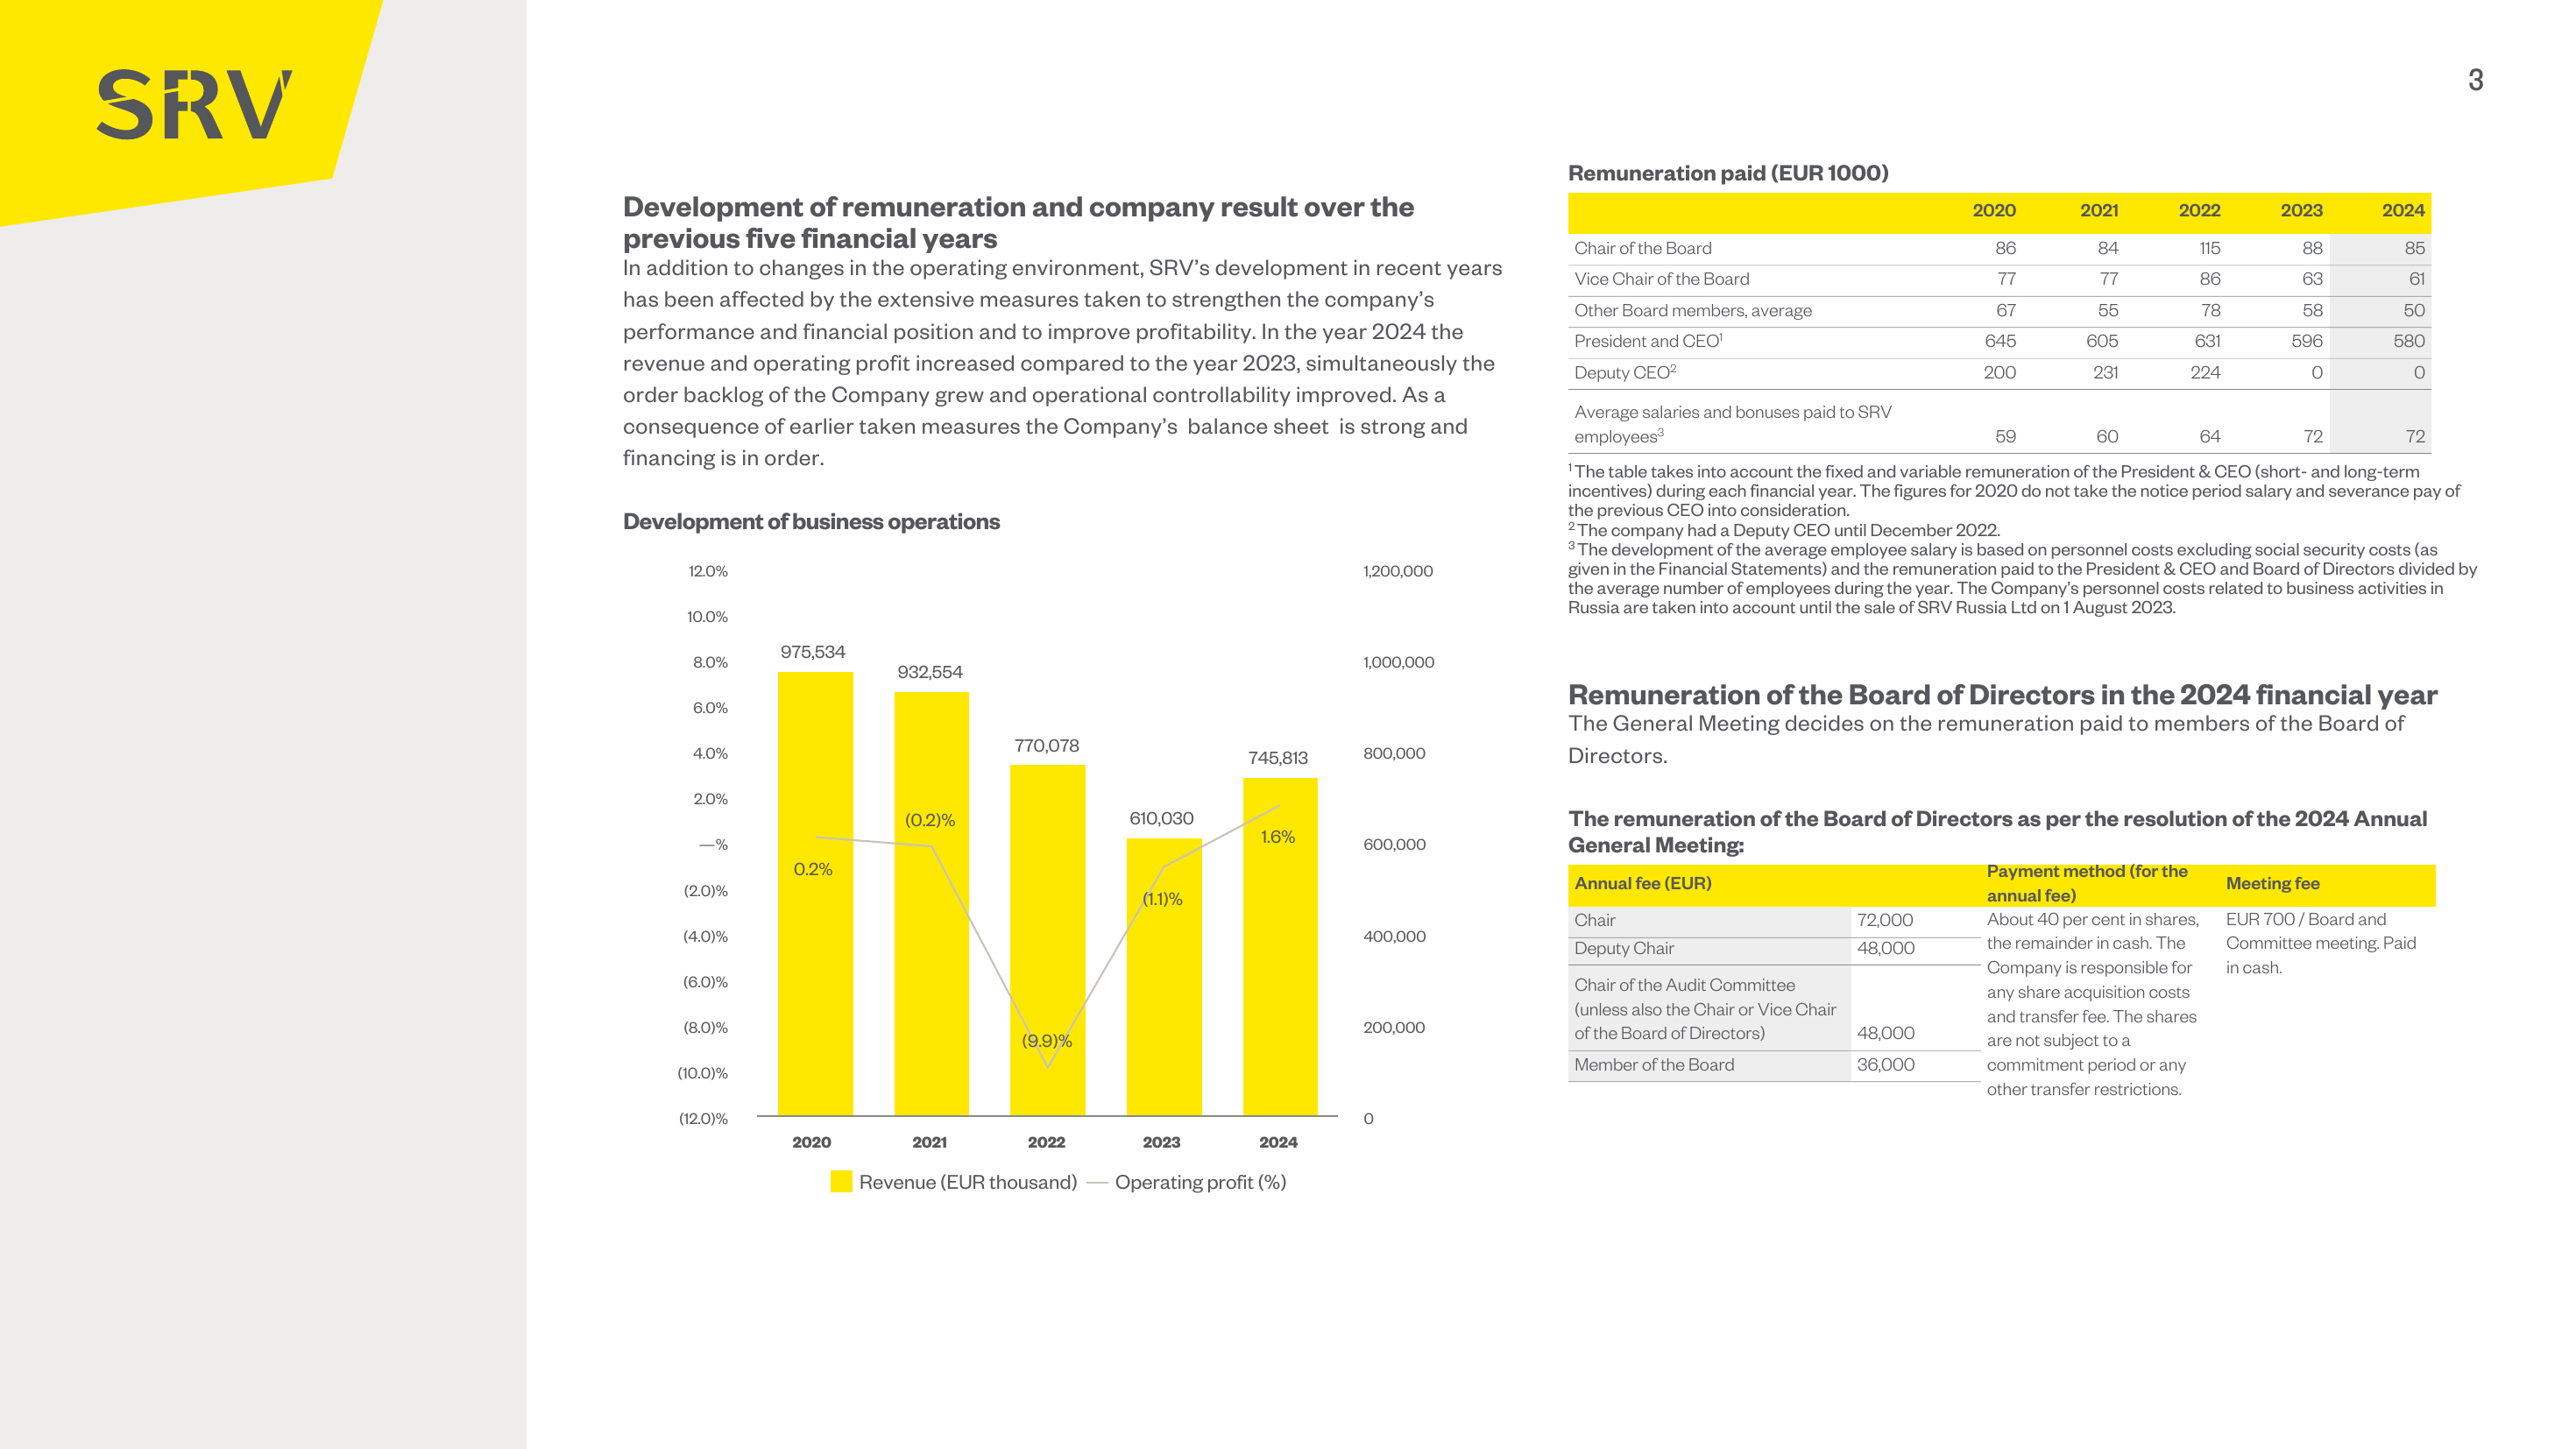 SRV
3
Development of remuneration and company result over the
previous five financial years
In addition to changes in the operating environment, SRV's development in recent years
has been affected by the extensive measures taken to strengthen the company's
performance and financial position and to improve profitability. In the year 2024 the
revenue and operating profit increased compared to the year 2023, simultaneously the
order backlog of the Company grew and operational controllability improved. As a
consequence of earlier taken measures the Company's  balance sheet  is strong and
financing is in order.
Development of business operations
12.0%
10.0%
8.0%
6.0%
4.0%
2.0%
—%
(2.0)%
(4.0)%
(6.0)%
(8.0)%
(10.0)%
(12.0)%
975,534
932,554
770,078
610,030
745,813
0.2%
(0.2)%
(9.9)%
(1.1)%
1.6%
1,200,000
1,000,000
800,000
600,000
400,000
200,000
0
2020 2021 2022 2023 2024
Revenue (EUR thousand) Operating profit (%)
Remuneration paid (EUR 1000)
2020 2021 2022 2023 2024
Chair of the Board 86 84 115 88 85
Vice Chair of the Board 77 77 86 63 61
Other Board members, average 67 55 78 58 50
President and CEO¹ 645 605 631 596 580
Deputy CEO² 200 231 224 0 0
Average salaries and bonuses paid to SRV
employees³ 59 60 64 72 72
¹ The table takes into account the fixed and variable remuneration of the President & CEO (short- and long-term
incentives) during each financial year. The figures for 2020 do not take the notice period salary and severance pay of
the previous CEO into consideration.
² The company had a Deputy CEO until December 2022.
³ The development of the average employee salary is based on personnel costs excluding social security costs (as
given in the Financial Statements) and the remuneration paid to the President & CEO and Board of Directors divided by
the average number of employees during the year. The Company's personnel costs related to business activities in
Russia are taken into account until the sale of SRV Russia Ltd on 1 August 2023.
Remuneration of the Board of Directors in the 2024 financial year
The General Meeting decides on the remuneration paid to members of the Board of
Directors.
The remuneration of the Board of Directors as per the resolution of the 2024 Annual
General Meeting:
Annual fee (EUR)
Payment method (for the
annual fee)
Meeting fee
Chair 72,000
Deputy Chair 48,000
Chair of the Audit Committee
(unless also the Chair or Vice Chair
of the Board of Directors) 48,000
Member of the Board 36,000
About 40 per cent in shares,
the remainder in cash. The
Company is responsible for
any share acquisition costs
and transfer fee. The shares
are not subject to a
commitment period or any
other transfer restrictions.
EUR 700 / Board and
Committee meeting. Paid
in cash.